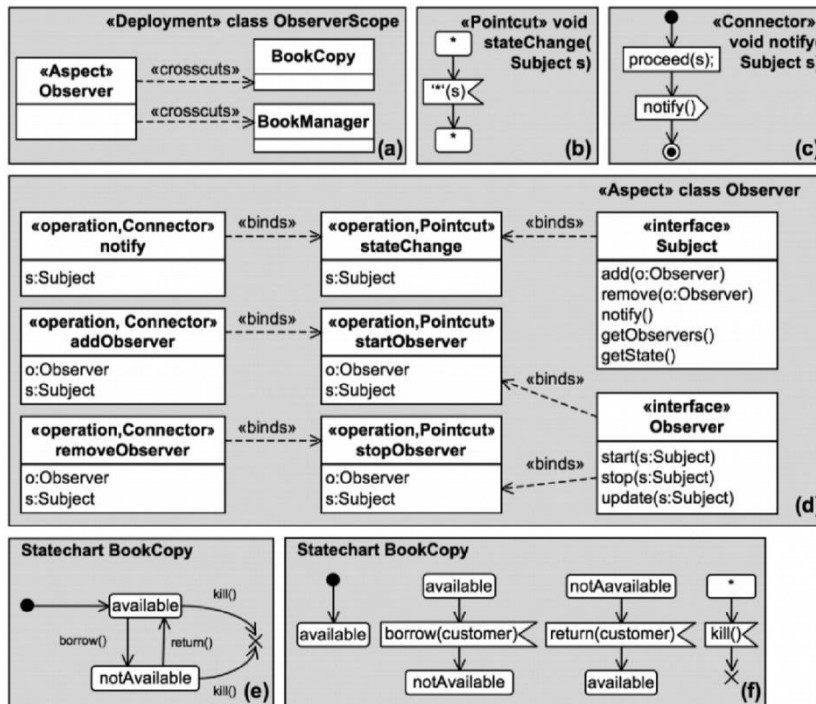 «Deployment» class ObserverScope
«Aspect»
Observer
«crosscuts»
«crosscuts»
BookCopy
BookManager
(a)
«Pointcut» void
stateChange(
Subject s)
*
'*'(s)
*
(b)
«Connector»
void notify(
Subject s)
proceed(s);
notify()
(c)
«Aspect» class Observer
«operation,Connector»
notify
s:Subject
«binds»
«operation,Pointcut»
stateChange
s:Subject
«binds»
«interface»
Subject
add(o:Observer)
remove(o:Observer)
notify()
getObservers()
getState()
«operation, Connector»
addObserver
o:Observer
s:Subject
«binds»
«operation,Pointcut»
startObserver
o:Observer
s:Subject
«binds»
«operation,Connector»
removeObserver
o:Observer
s:Subject
«binds»
«operation,Pointcut»
stopObserver
o:Observer
s:Subject
«binds»
«interface»
Observer
start(s:Subject)
stop(s:Subject)
update(s:Subject)
(d)
Statechart BookCopy
available
kill()
borrow()
return()
notAvailable
kill()
(e)
Statechart BookCopy
available
available
borrow(customer)
notAvailable
notAavailable
return(customer)
available
*
kill()
(f)